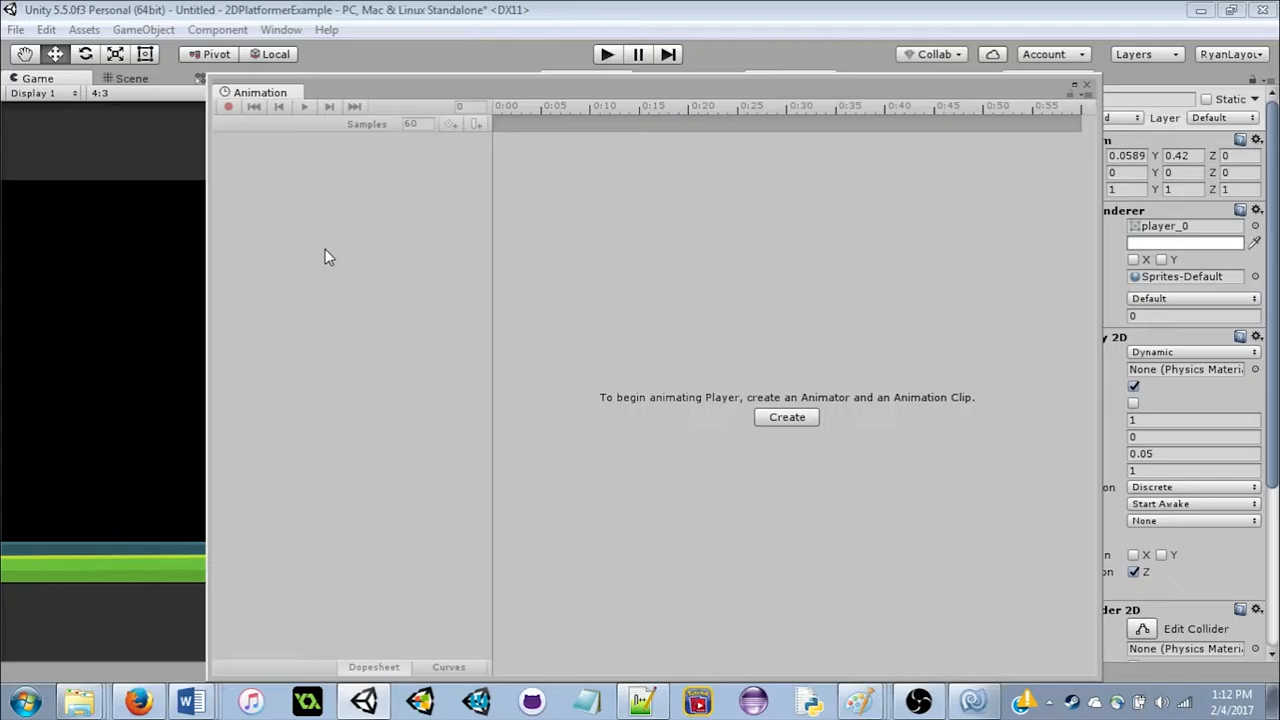 Unity 5.5.0f3 Personal (64bit) - Untitled - 2DPlatformerExample - PC, Mac & Linux Standalone* <DX11>
File Edit Assets GameObject Component Window Help
Pivot Local Collab Account Layers RyanLayou
Game Scene
Display 1 4:3
Animation
0 0:00 0:05 0:10 0:15 0:20 0:25 0:30 0:35 0:40 0:45 0:50 0:55
Samples 60
To begin animating Player, create an Animator and an Animation Clip.
Create
Dopesheet Curves
Static
d Layer Default
m
0.0589 Y 0.42 Z 0
0 Y 0 Z 0
1 Y 1 Z 1
nderer
player_0
X Y
Sprites-Default
Default
0
y 2D
Dynamic
None (Physics Materi
1
0
0.05
1
on Discrete
Start Awake
None
n X Y
on Z
der 2D
Edit Collider
None (Physics Materi
1:12 PM
2/4/2017